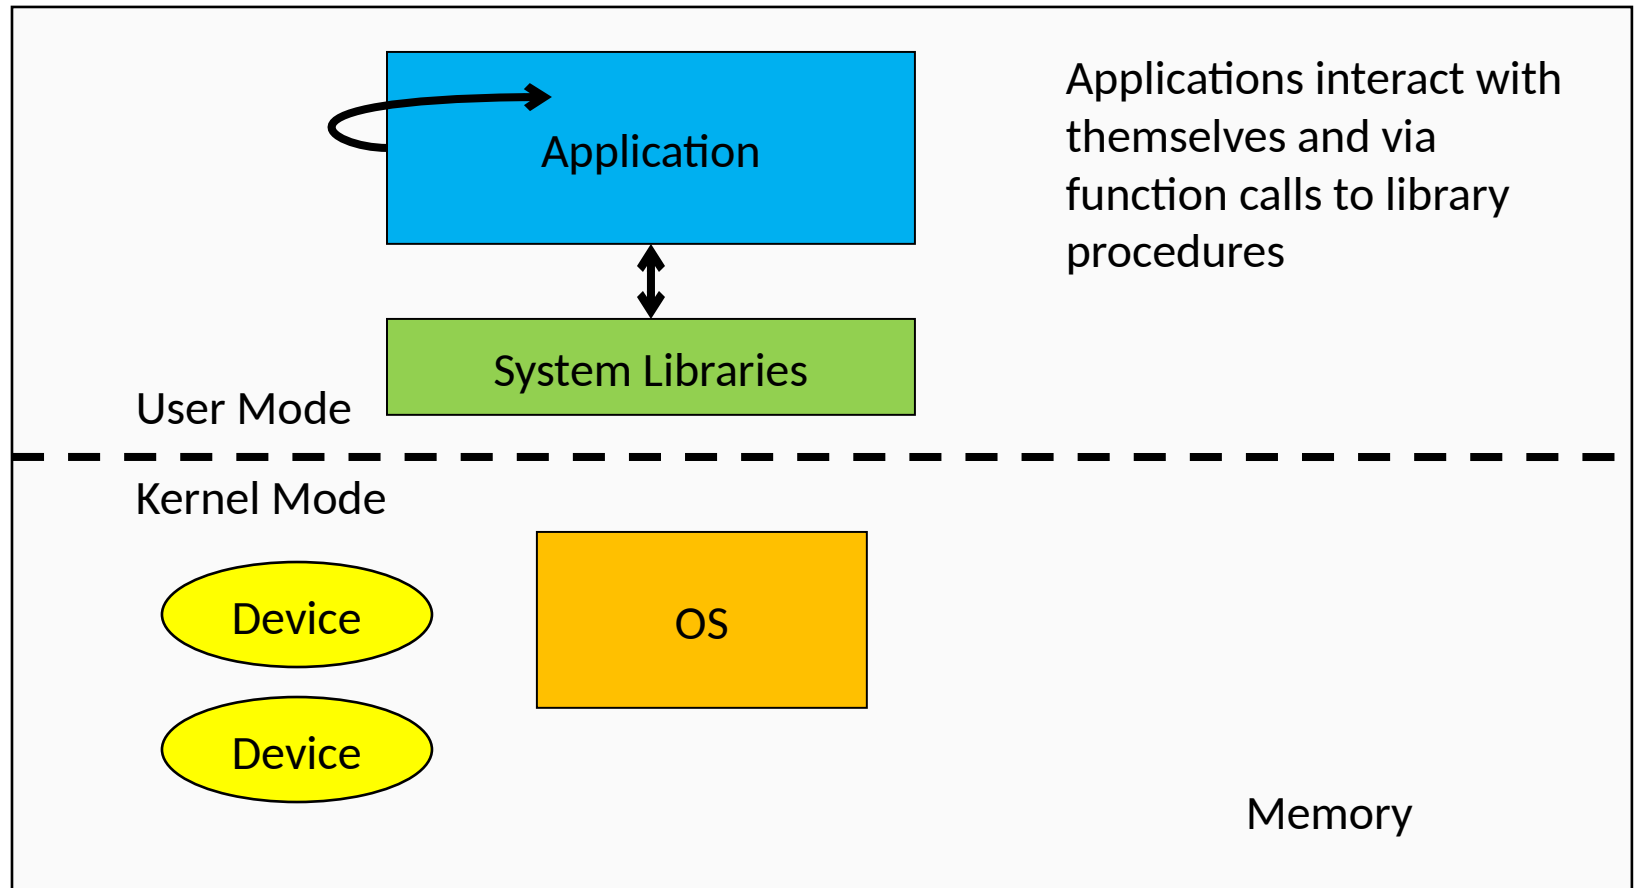 Application
Applications interact with
themselves and via
function calls to library
procedures
System Libraries
User Mode
Kernel Mode
Device
OS
Device
Memory